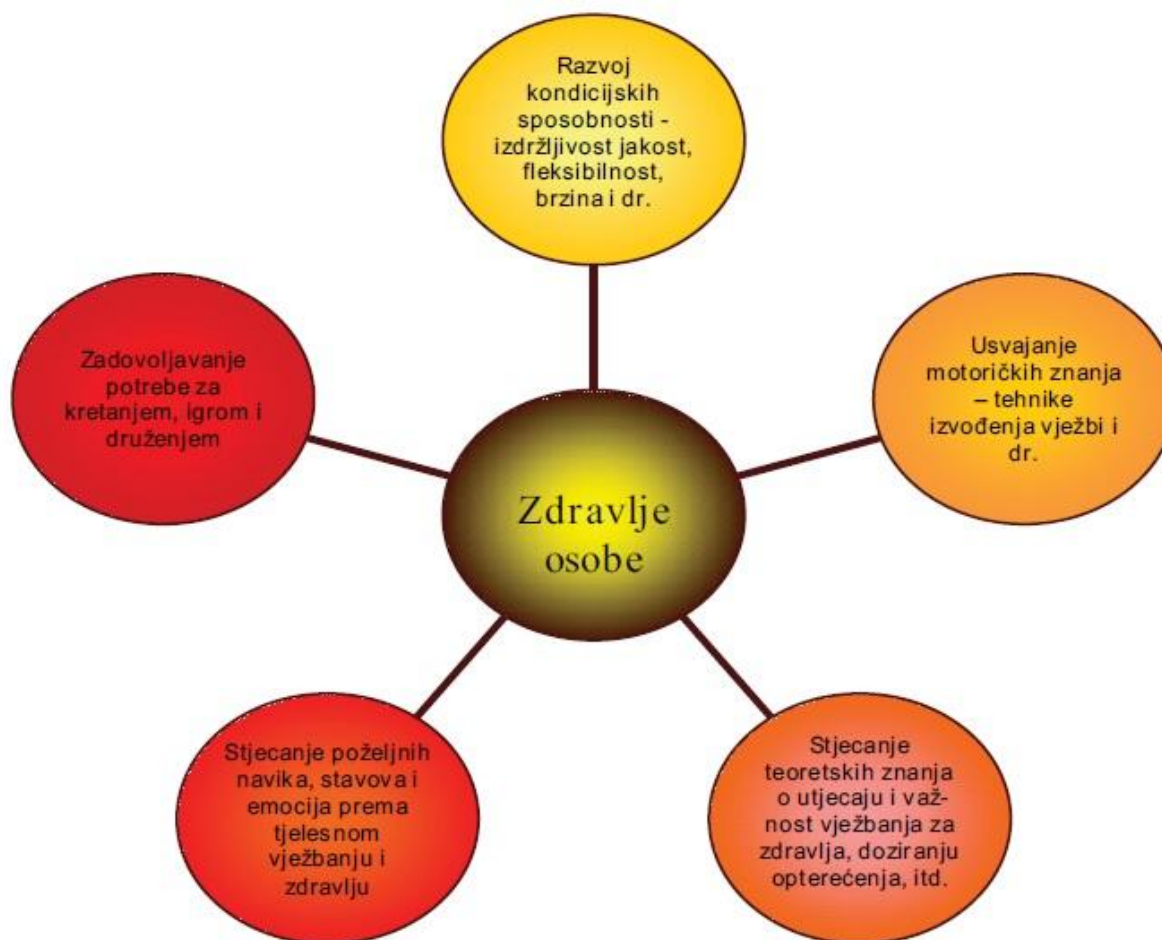 Razvoj
kondicijskih
sposobnosti -
izdržljivost jakost,
fleksibilnost,
brzina i dr.
Usvajanje
motoričkih znanja
– tehnike
izvođenja vježbi i
dr.
Stjecanje
teoretskih znanja
o utjecaju i važ-
nost vježbanja za
zdravlja, doziranju
opterećenja, itd.
Stjecanje poželjnih
navika, stavova i
emocija prema
tjelesnom
vježbanju i
zdravlju
Zadovoljavanje
potrebe za
kretanjem, igrom i
druženjem
Zdravlje
osobe